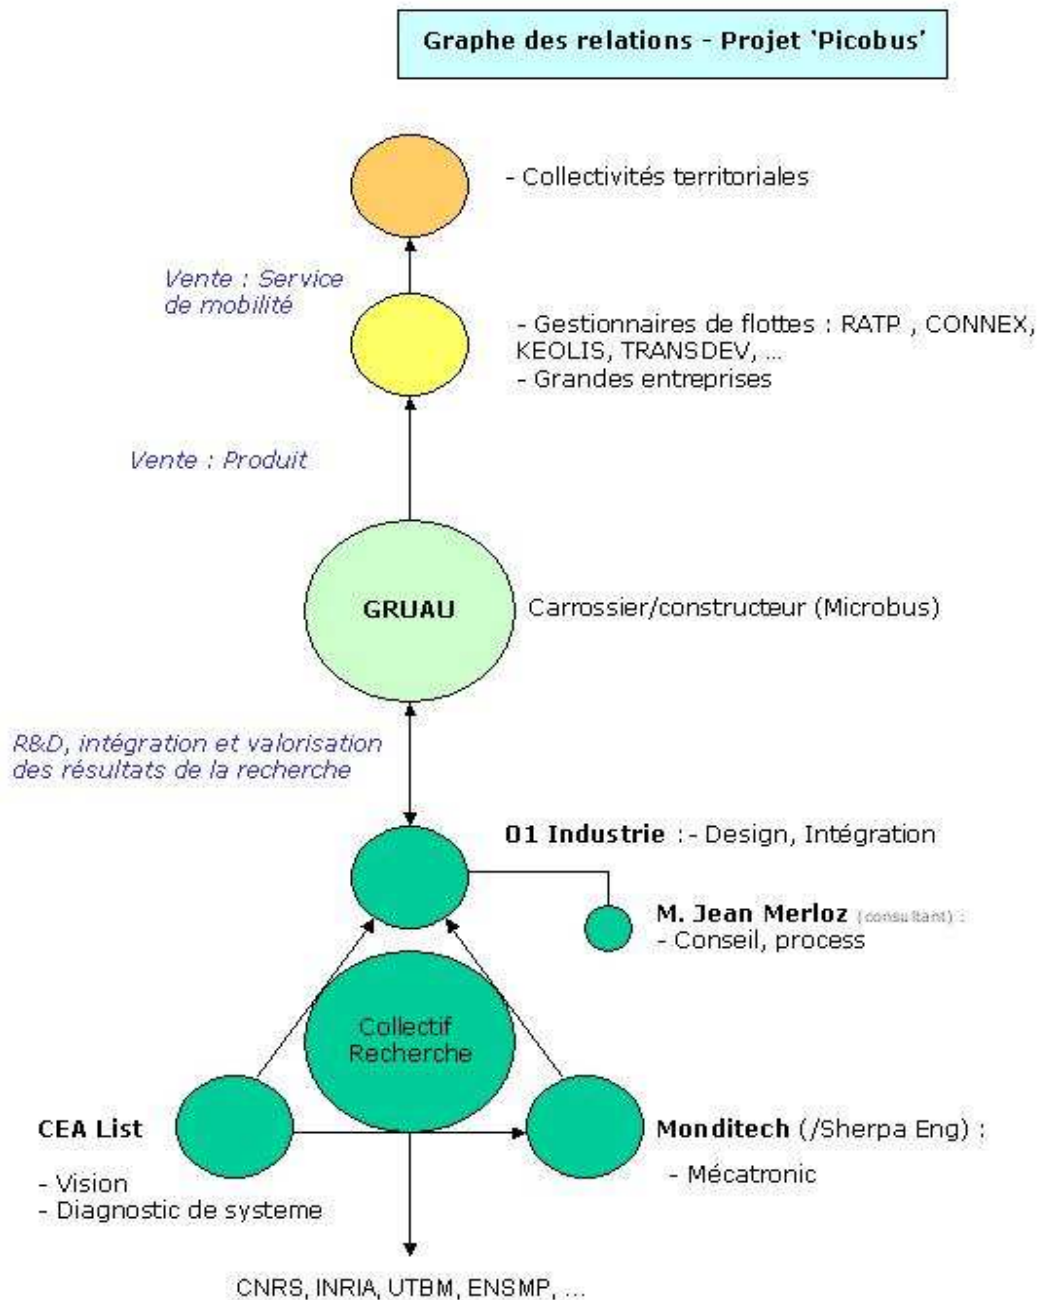 Graphe des relations - Projet 'Picobus'
- Collectivités territoriales
Vente : Service
de mobilité
- Gestionnaires de flottes : RATP , CONNEX,
KEOLIS, TRANSDEV, ...
- Grandes entreprises
Vente : Produit
GRUAU
Carrossier/constructeur (Microbus)
R&D, intégration et valorisation
des résultats de la recherche
01 Industrie : - Design, Intégration
M. Jean Merloz (consultant) :
- Conseil, process
Collectif
Recherche
CEA List
- Vision
- Diagnostic de systeme
Monditech (/Sherpa Eng) :
- Mécatronic
CNRS, INRIA, UTBM, ENSMP, ...